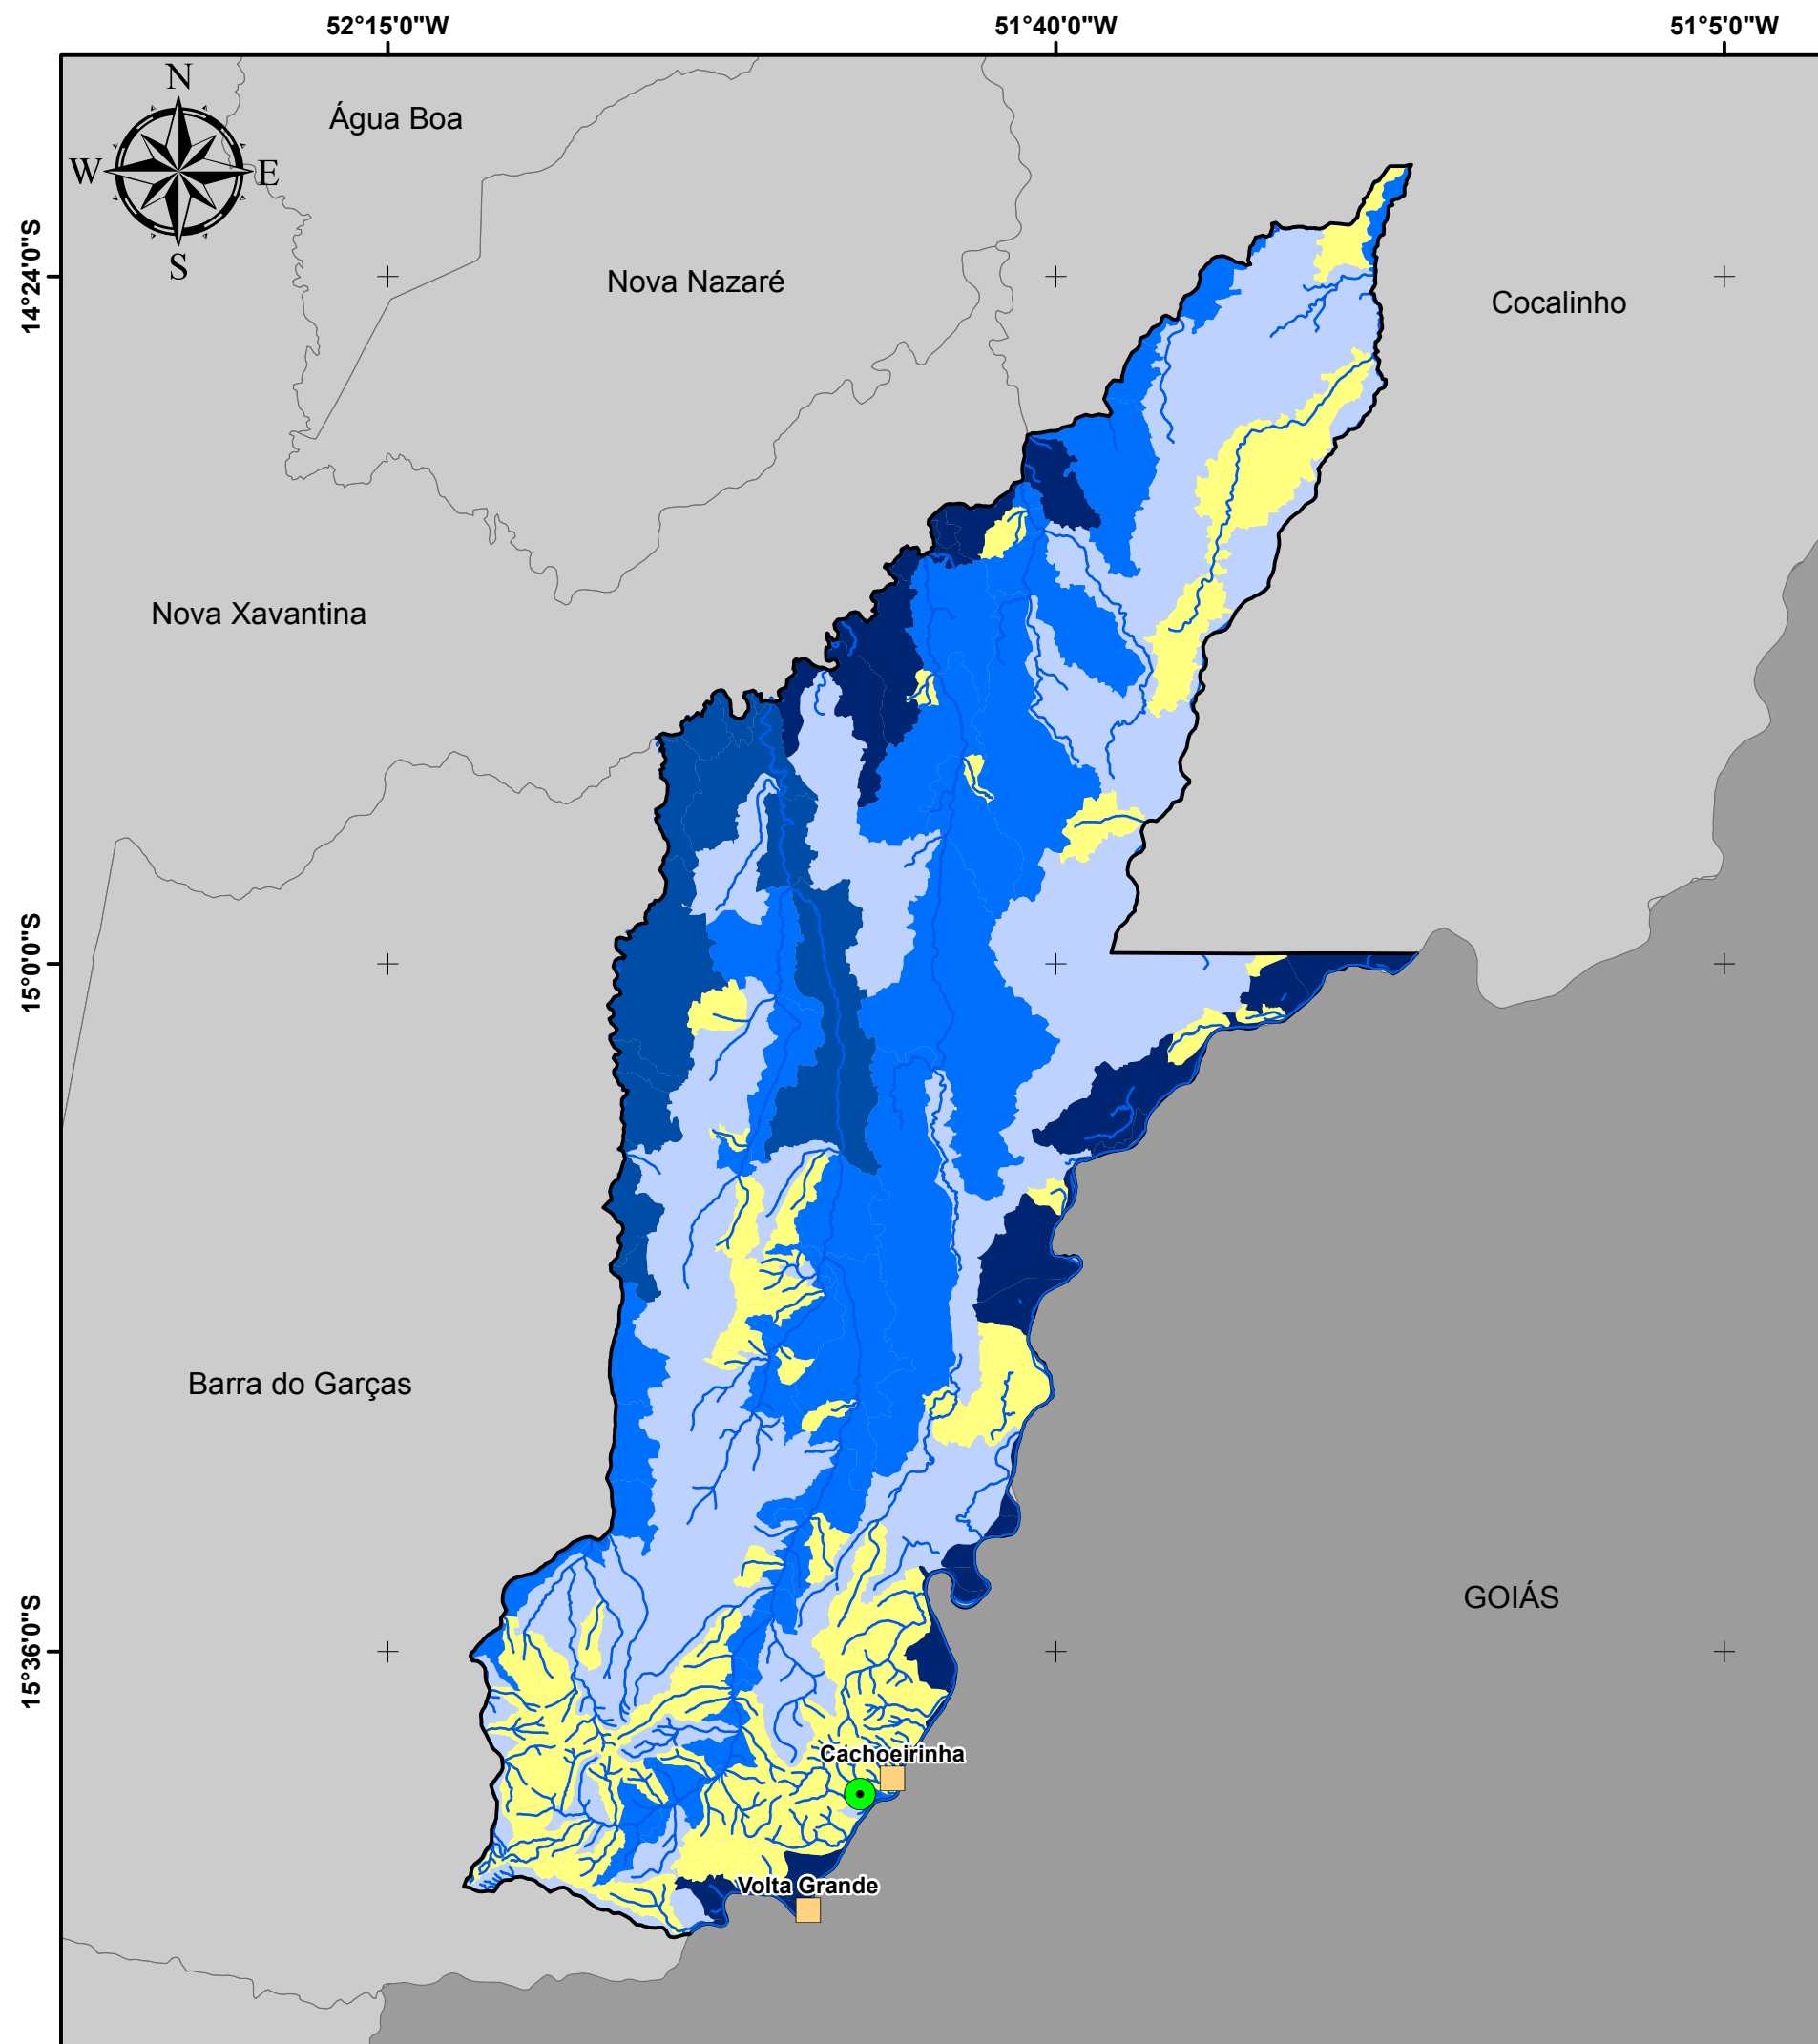 52°15'0"W
51°40'0"W
51°5'0"W
N
W
E
S
Água Boa
14°24'0"S
Nova Nazaré
Cocalinho
Nova Xavantina
15°0'0"S
Barra do Garças
GOIÁS
15°36'0"S
Cachoeirinha
Volta Grande